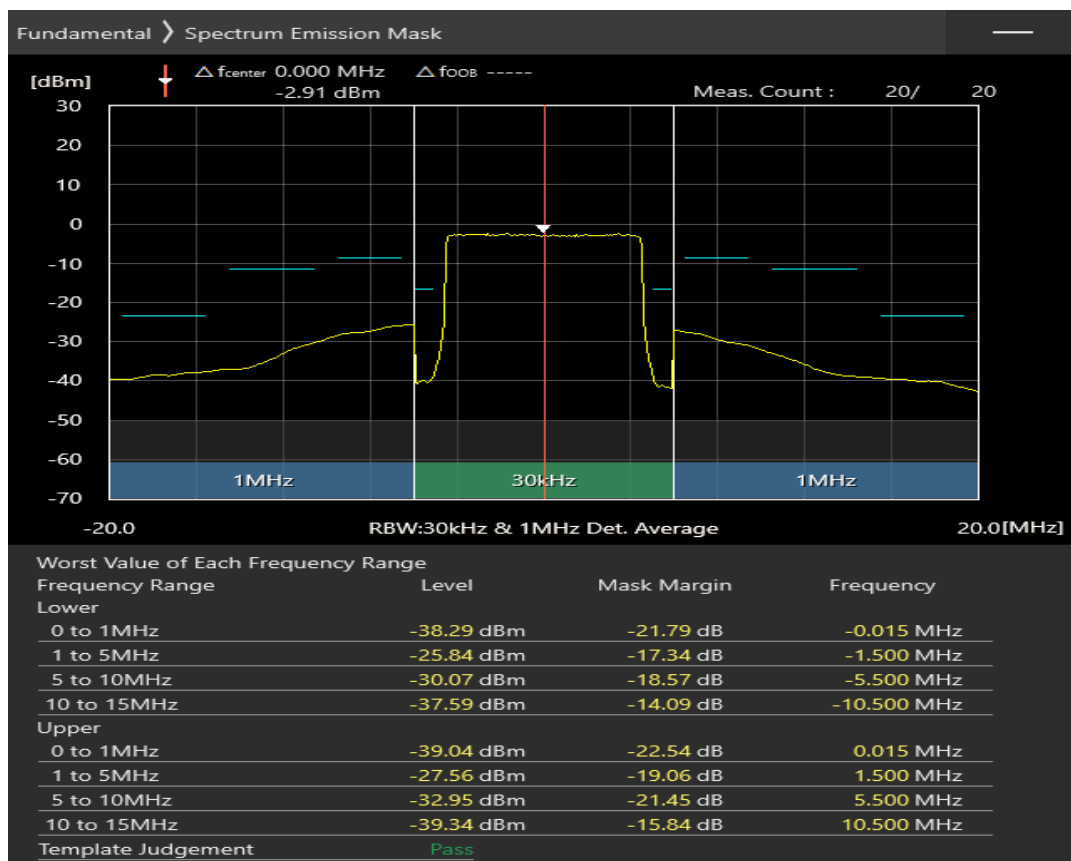 Fundamental ❯ Spectrum Emission Mask
[dBm] △ fcenter 0.000 MHz △ fOOB -----
-2.91 dBm Meas. Count : 20/ 20
30
20
10
0
-10
-20
-30
-40
-50
-60
1MHz 30kHz 1MHz
-70
-20.0 RBW:30kHz & 1MHz Det. Average 20.0[MHz]
Worst Value of Each Frequency Range
Frequency Range Level Mask Margin Frequency
Lower
0 to 1MHz -38.29 dBm -21.79 dB -0.015 MHz
1 to 5MHz -25.84 dBm -17.34 dB -1.500 MHz
5 to 10MHz -30.07 dBm -18.57 dB -5.500 MHz
10 to 15MHz -37.59 dBm -14.09 dB -10.500 MHz
Upper
0 to 1MHz -39.04 dBm -22.54 dB 0.015 MHz
1 to 5MHz -27.56 dBm -19.06 dB 1.500 MHz
5 to 10MHz -32.95 dBm -21.45 dB 5.500 MHz
10 to 15MHz -39.34 dBm -15.84 dB 10.500 MHz
Template Judgement Pass